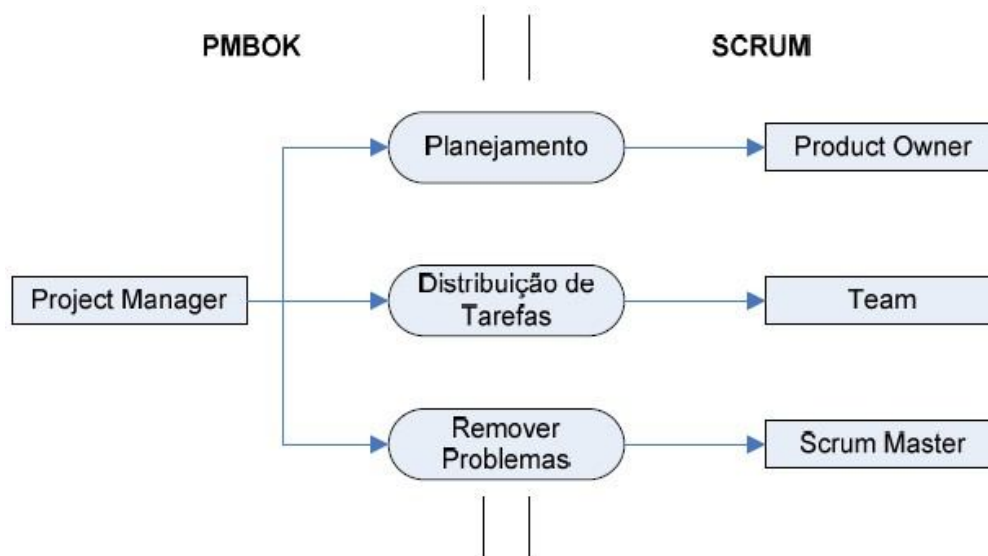 PMBOK
SCRUM
Planejamento
Product Owner
Project Manager
Distribuição de
Tarefas
Team
Remover
Problemas
Scrum Master